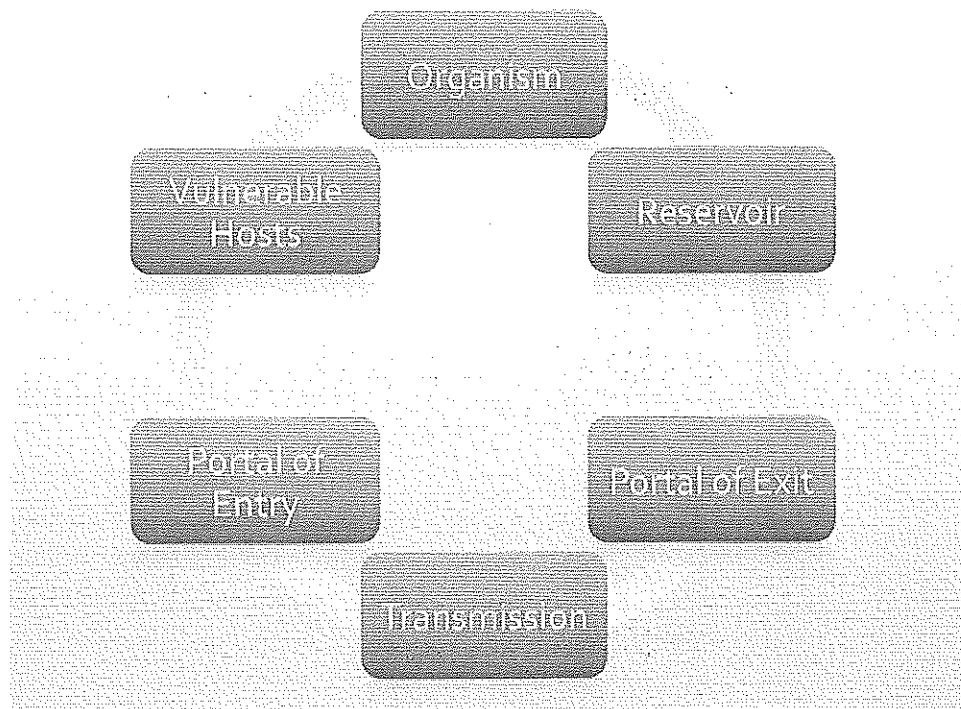 Organism
Vulnerable
Hosts
Reservoir
Portal of
Entry
Portal of Exit
Transmission